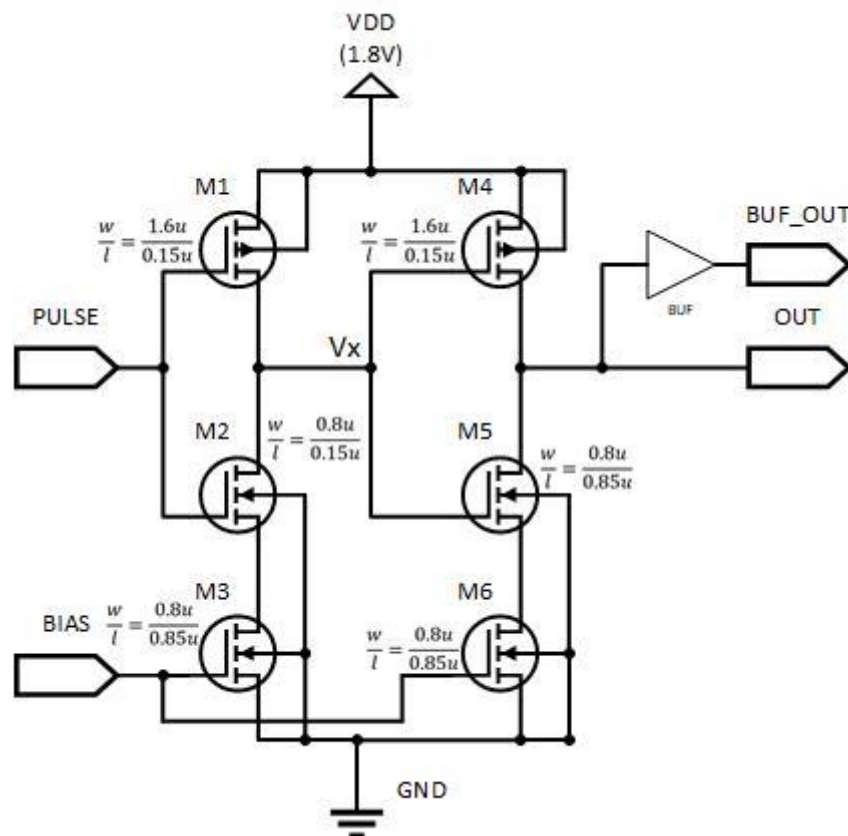 VDD
(1.8V)
M1
M4
w/l = 1.6u/0.15u
w/l = 1.6u/0.15u
BUF_OUT
BUF
PULSE
OUT
Vx
M2
w/l = 0.8u/0.15u
M5
w/l = 0.8u/0.85u
M3
M6
BIAS
w/l = 0.8u/0.85u
w/l = 0.8u/0.85u
GND